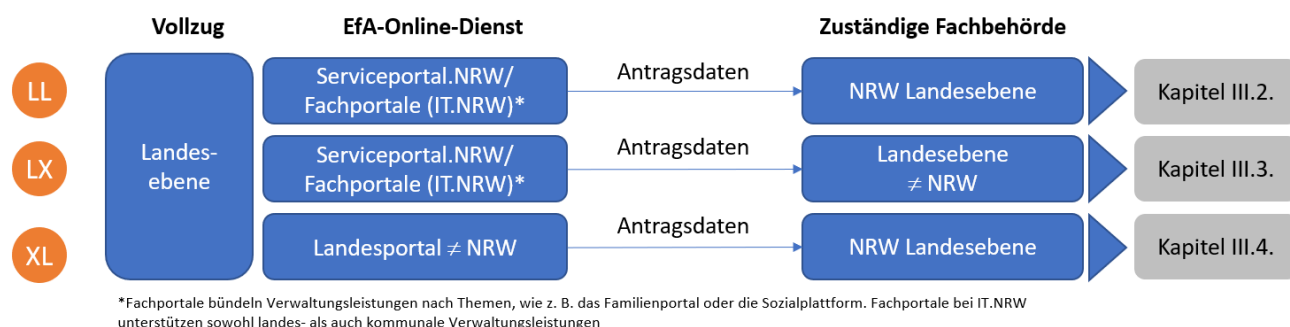 Vollzug
EfA-Online-Dienst
Zuständige Fachbehörde
LL
Serviceportal.NRW/
Fachportale (IT.NRW)*
Antragsdaten
NRW Landesebene
Kapitel III.2.
Landes-
ebene
LX
Serviceportal.NRW/
Fachportale (IT.NRW)*
Antragsdaten
Landesebene
≠ NRW
Kapitel III.3.
XL
Landesportal ≠ NRW
Antragsdaten
NRW Landesebene
Kapitel III.4.
*Fachportale bündeln Verwaltungsleistungen nach Themen, wie z. B. das Familienportal oder die Sozialplattform. Fachportale bei IT.NRW
unterstützen sowohl landes- als auch kommunale Verwaltungsleistungen